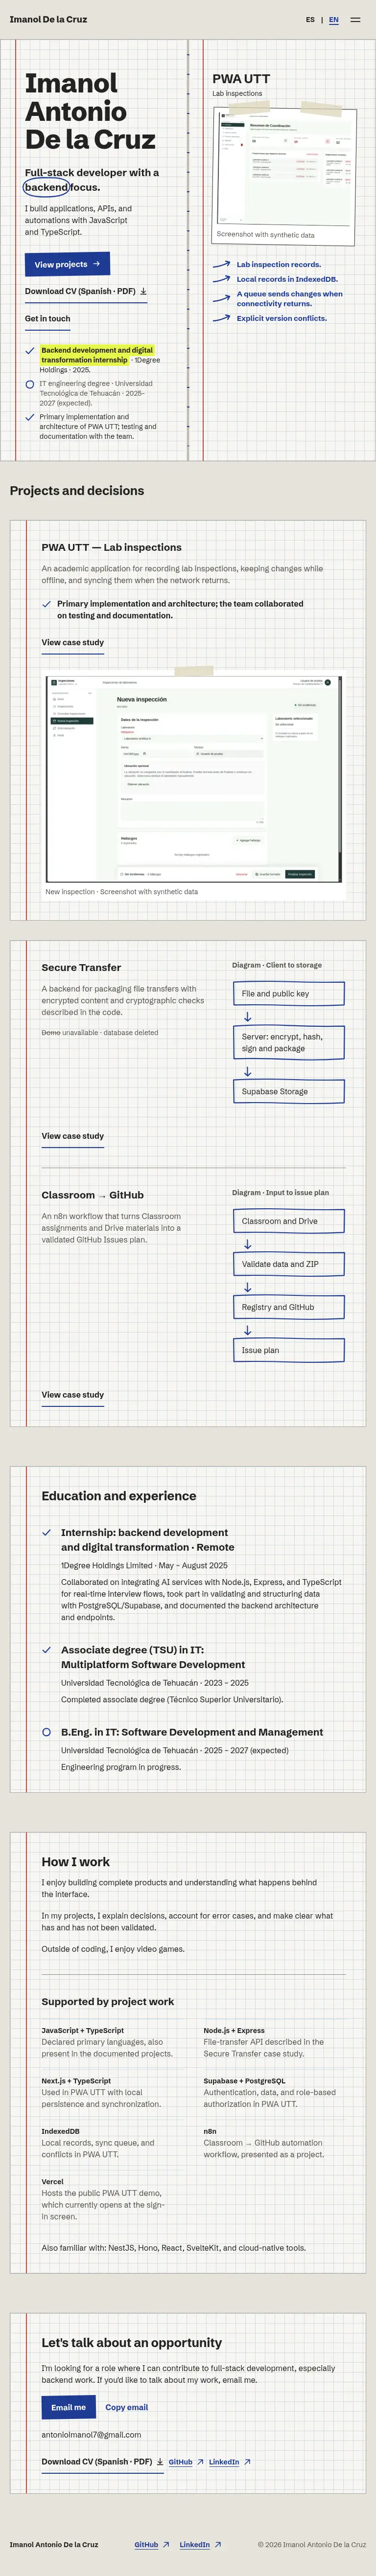 Imanol De la Cruz
ES | EN
Imanol
Antonio
De la Cruz
Full-stack developer with a
backend focus.
I build applications, APIs, and
automations with JavaScript
and TypeScript.
View projects →
Download CV (Spanish · PDF)
Get in touch
Backend development and digital
transformation internship · 1Degree
Holdings · 2025.
IT engineering degree · Universidad
Tecnológica de Tehuacán · 2025–
2027 (expected).
Primary implementation and
architecture of PWA UTT; testing and
documentation with the team.
PWA UTT
Lab inspections
Screenshot with synthetic data
Lab inspection records.
Local records in IndexedDB.
A queue sends changes when
connectivity returns.
Explicit version conflicts.
Projects and decisions
PWA UTT — Lab inspections
An academic application for recording lab inspections, keeping changes while
offline, and syncing them when the network returns.
Primary implementation and architecture; the team collaborated
on testing and documentation.
View case study
Nueva inspección
Datos de la inspección
Hallazgos
New inspection · Screenshot with synthetic data
Secure Transfer
A backend for packaging file transfers with
encrypted content and cryptographic checks
described in the code.
Demo unavailable · database deleted
View case study
Diagram · Client to storage
File and public key
Server: encrypt, hash,
sign and package
Supabase Storage
Classroom → GitHub
An n8n workflow that turns Classroom
assignments and Drive materials into a
validated GitHub Issues plan.
View case study
Diagram · Input to issue plan
Classroom and Drive
Validate data and ZIP
Registry and GitHub
Issue plan
Education and experience
Internship: backend development
and digital transformation · Remote
1Degree Holdings Limited · May – August 2025
Collaborated on integrating AI services with Node.js, Express, and TypeScript
for real-time interview flows, took part in validating and structuring data
with PostgreSQL/Supabase, and documented the backend architecture
and endpoints.
Associate degree (TSU) in IT:
Multiplatform Software Development
Universidad Tecnológica de Tehuacán · 2023 – 2025
Completed associate degree (Técnico Superior Universitario).
B.Eng. in IT: Software Development and Management
Universidad Tecnológica de Tehuacán · 2025 – 2027 (expected)
Engineering program in progress.
How I work
I enjoy building complete products and understanding what happens behind
the interface.
In my projects, I explain decisions, account for error cases, and make clear what
has and has not been validated.
Outside of coding, I enjoy video games.
Supported by project work
JavaScript + TypeScript
Declared primary languages, also
present in the documented projects.
Node.js + Express
File-transfer API described in the
Secure Transfer case study.
Next.js + TypeScript
Used in PWA UTT with local
persistence and synchronization.
Supabase + PostgreSQL
Authentication, data, and role-based
authorization in PWA UTT.
IndexedDB
Local records, sync queue, and
conflicts in PWA UTT.
n8n
Classroom → GitHub automation
workflow, presented as a project.
Vercel
Hosts the public PWA UTT demo,
which currently opens at the sign-
in screen.
Also familiar with: NestJS, Hono, React, SvelteKit, and cloud-native tools.
Let's talk about an opportunity
I'm looking for a role where I can contribute to full-stack development, especially
backend work. If you'd like to talk about my work, email me.
Email me
Copy email
antonioimanol7@gmail.com
Download CV (Spanish · PDF)
GitHub
LinkedIn
Imanol Antonio De la Cruz
GitHub
LinkedIn
© 2026 Imanol Antonio De la Cruz